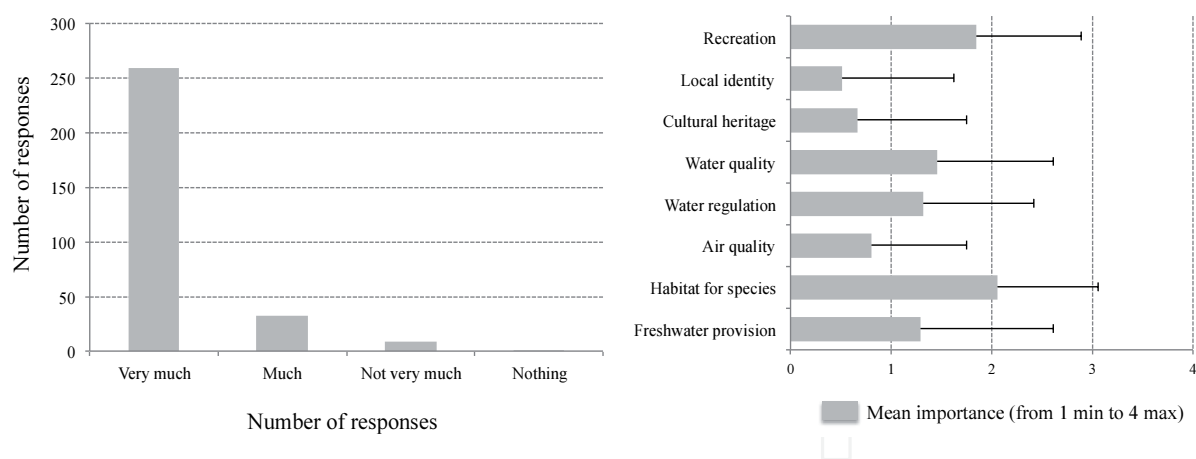 300
250
200
150
100
50
0
Number of responses
Very much Much Not very much Nothing
Number of responses
Recreation
Local identity
Cultural heritage
Water quality
Water regulation
Air quality
Habitat for species
Freshwater provision
0 1 2 3 4
Mean importance (from 1 min to 4 max)